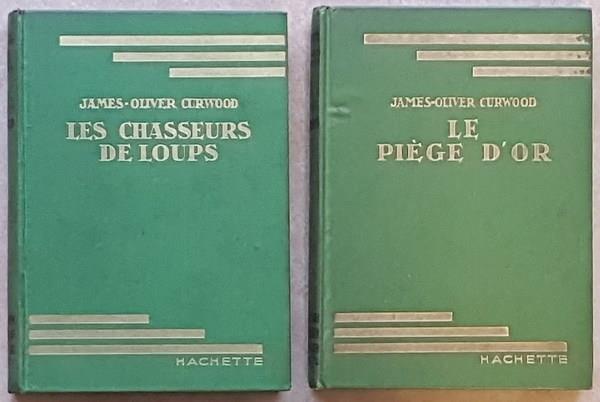 JAMES-OLIVER CURWOOD
LES CHASSEURS
DE LOUPS
HACHETTE
JAMES-OLIVER CURWOOD
LE
PIÈGE D'OR
HACHETTE